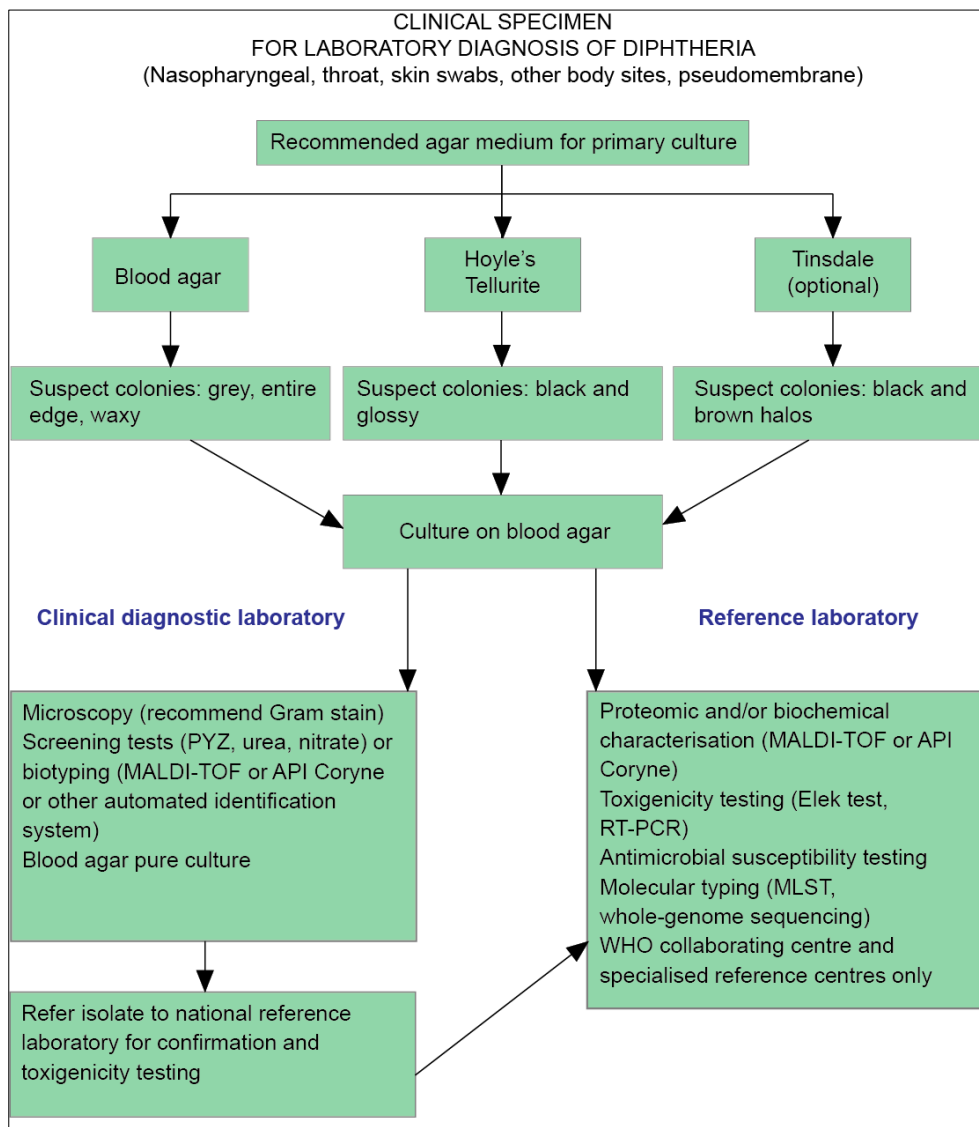 CLINICAL SPECIMEN
FOR LABORATORY DIAGNOSIS OF DIPHTHERIA
(Nasopharyngeal, throat, skin swabs, other body sites, pseudomembrane)
Recommended agar medium for primary culture
Blood agar
Hoyle's
Tellurite
Tinsdale
(optional)
Suspect colonies: grey, entire
edge, waxy
Suspect colonies: black and
glossy
Suspect colonies: black and
brown halos
Culture on blood agar
Clinical diagnostic laboratory
Reference laboratory
Microscopy (recommend Gram stain)
Screening tests (PYZ, urea, nitrate) or
biotyping (MALDI-TOF or API Coryne
or other automated identification
system)
Blood agar pure culture
Proteomic and/or biochemical
characterisation (MALDI-TOF or API
Coryne)
Toxigenicity testing (Elek test,
RT-PCR)
Antimicrobial susceptibility testing
Molecular typing (MLST,
whole-genome sequencing)
WHO collaborating centre and
specialised reference centres only
Refer isolate to national reference
laboratory for confirmation and
toxigenicity testing